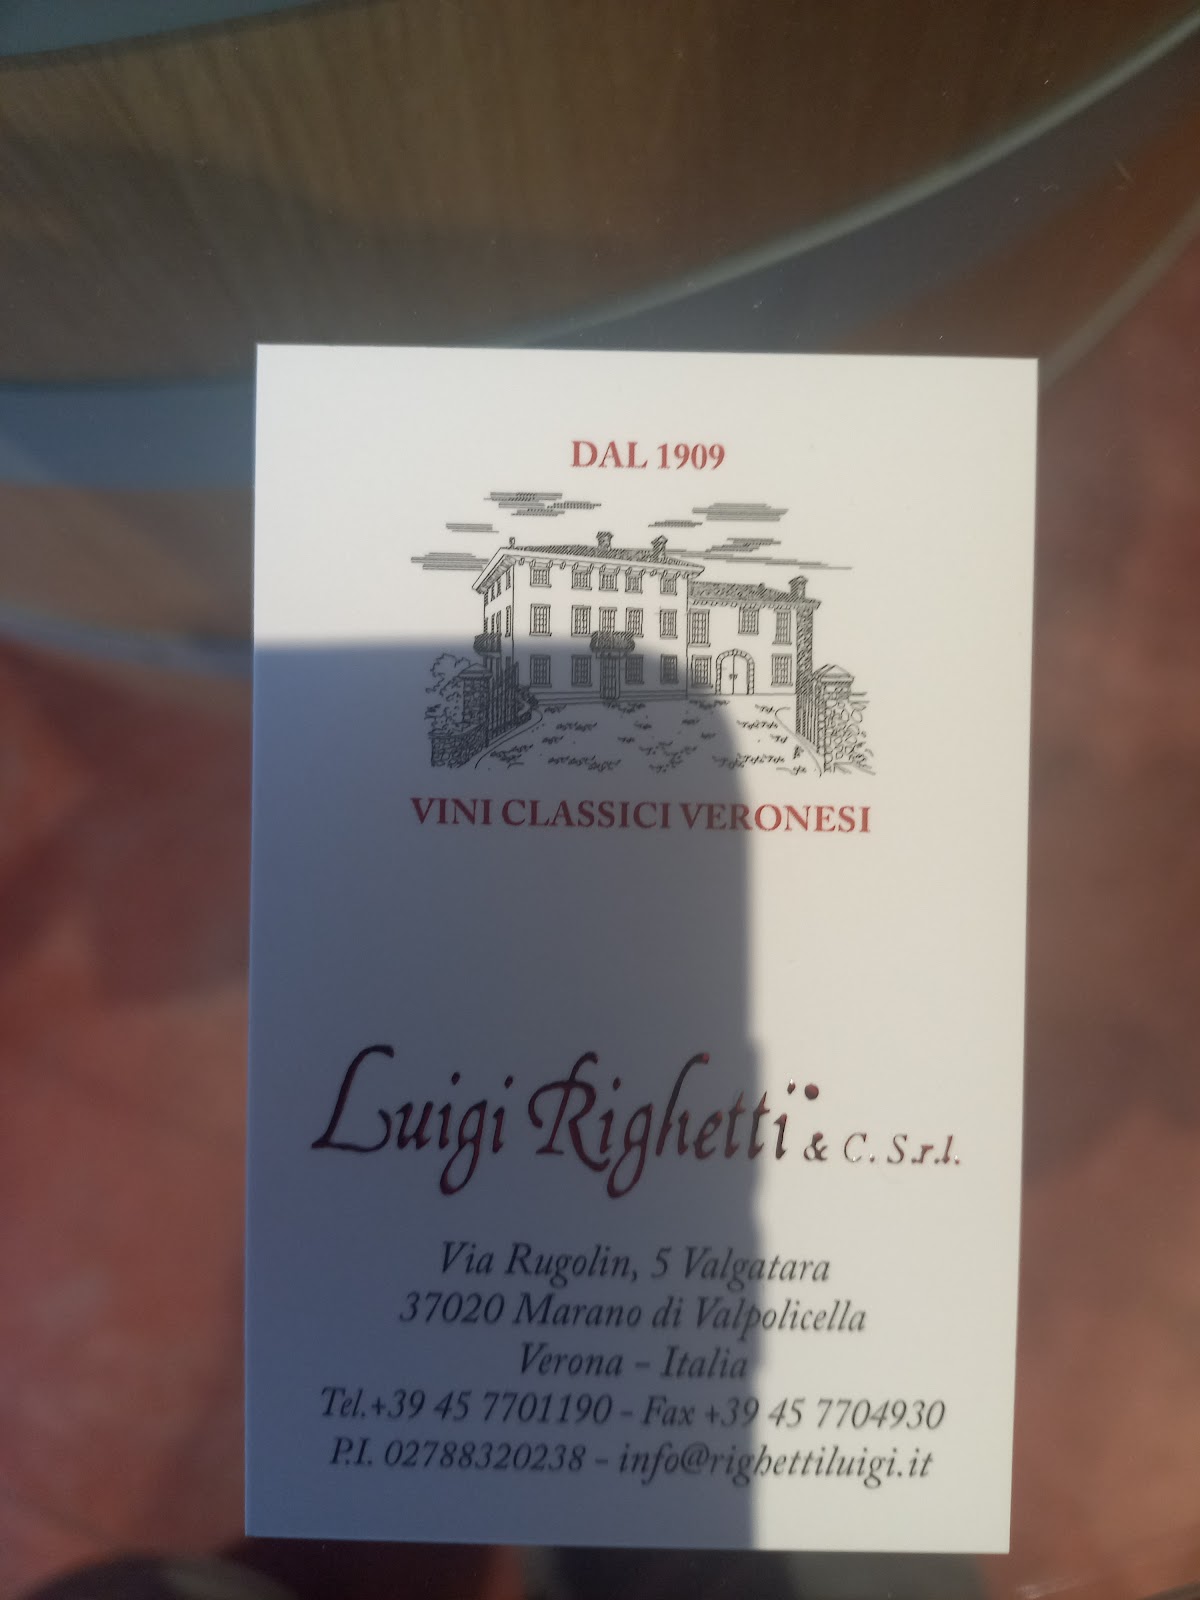 DAL 1909
VINI CLASSICI VERONESI
Luigi Righetti & C. S.r.l.
Via Rugolin, 5 Valgatara
37020 Marano di Valpolicella
Verona - Italia
Tel.+39 45 7701190 - Fax +39 45 7704930
P.I. 02788320238 - info@righettiluigi.it